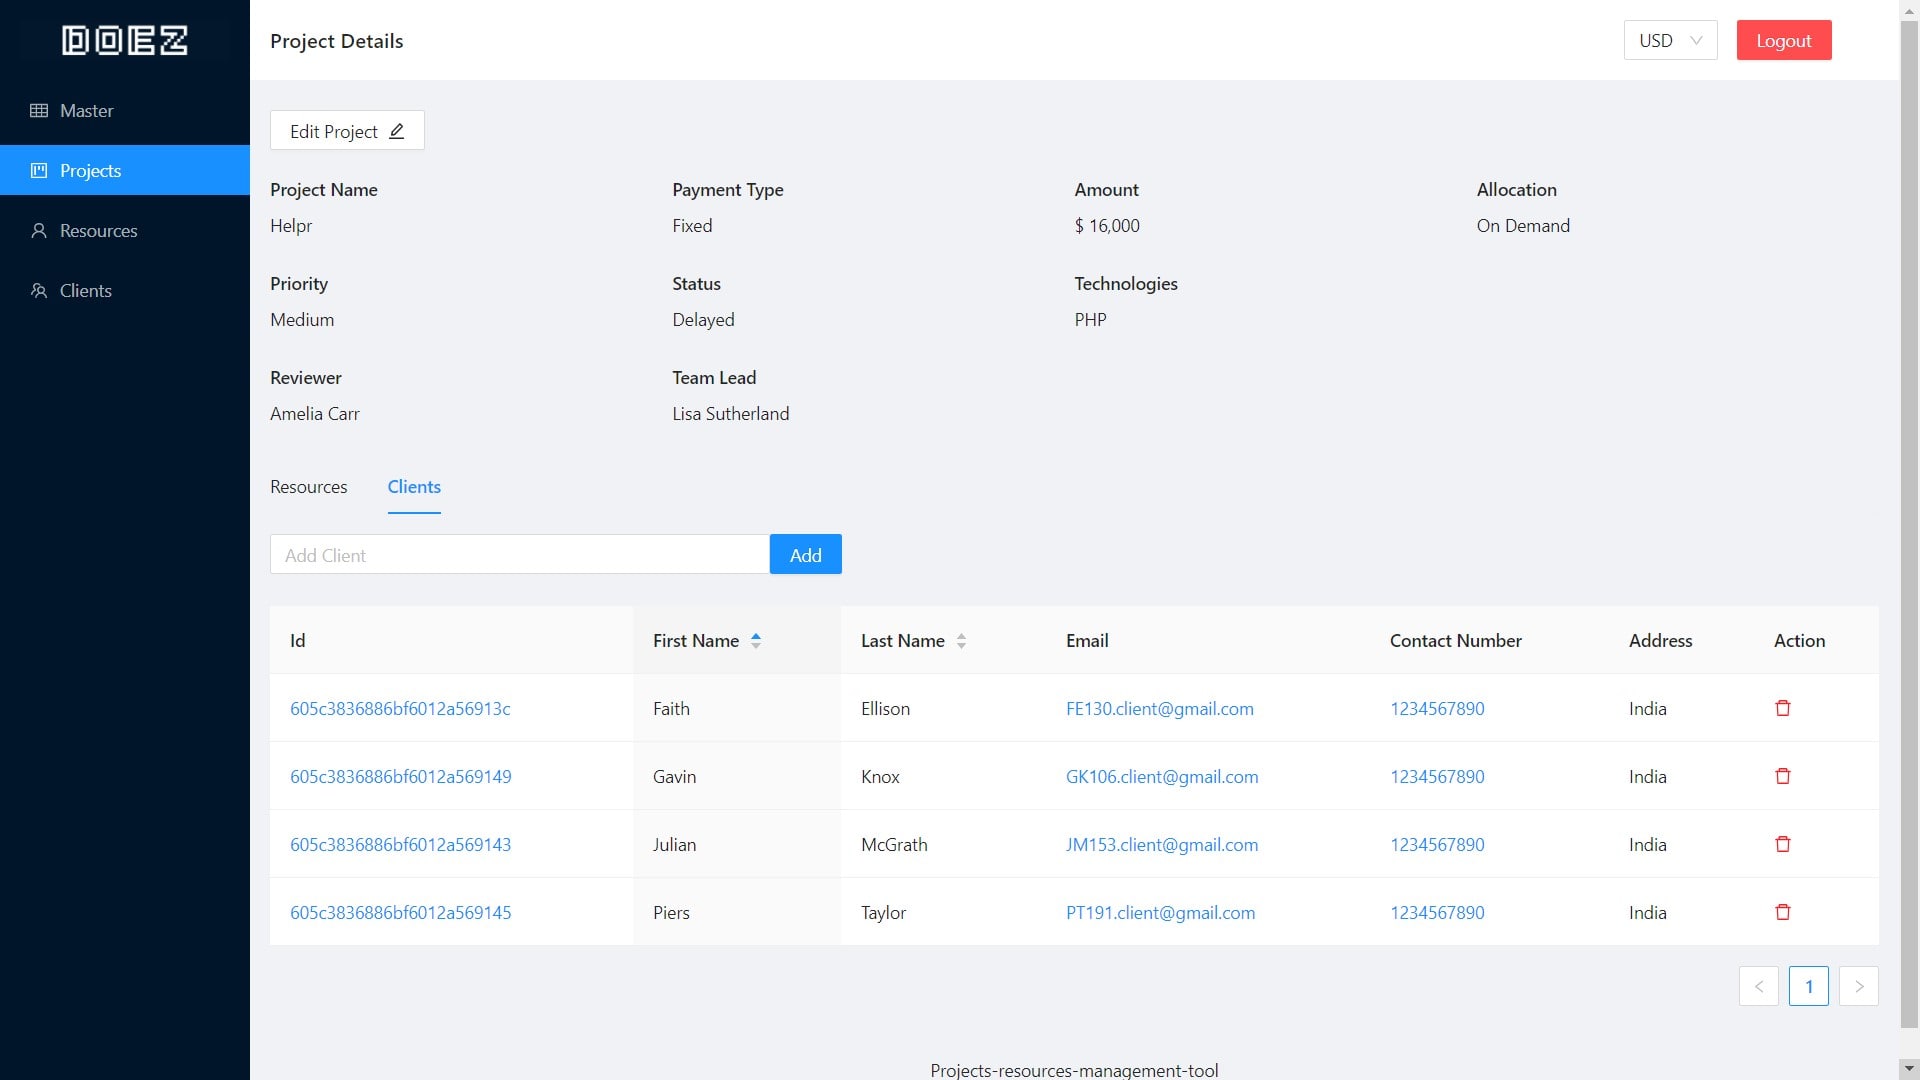 DOEZ
Project Details
USD
Logout
Master
Projects
Resources
Clients
Edit Project
Project Name
Payment Type
Amount
Allocation
Helpr
Fixed
$ 16,000
On Demand
Priority
Status
Technologies
Medium
Delayed
PHP
Reviewer
Team Lead
Amelia Carr
Lisa Sutherland
Resources
Clients
Add Client
Add
Id First Name Last Name Email Contact Number Address Action
605c3836886bf6012a56913c Faith Ellison FE130.client@gmail.com 1234567890 India
605c3836886bf6012a569149 Gavin Knox GK106.client@gmail.com 1234567890 India
605c3836886bf6012a569143 Julian McGrath JM153.client@gmail.com 1234567890 India
605c3836886bf6012a569145 Piers Taylor PT191.client@gmail.com 1234567890 India
< 1 >
Projects-resources-management-tool